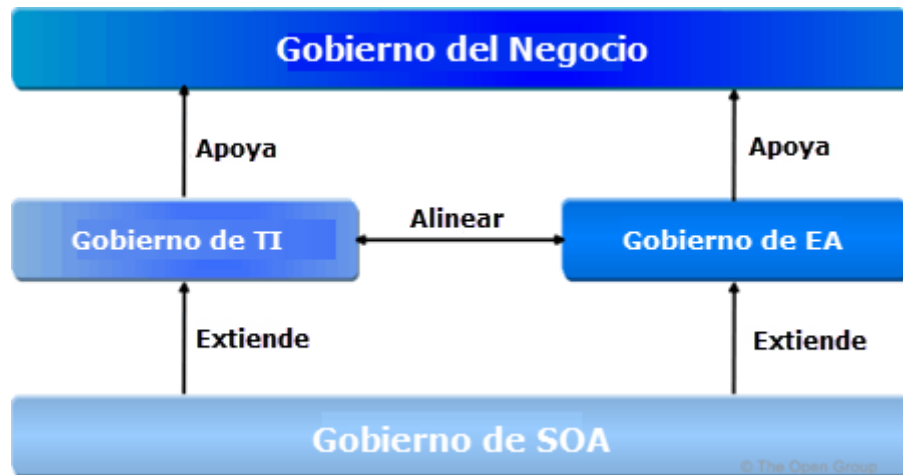 Gobierno del Negocio
Apoya
Apoya
Gobierno de TI
Alinear
Gobierno de EA
Extiende
Extiende
Gobierno de SOA
© The Open Group